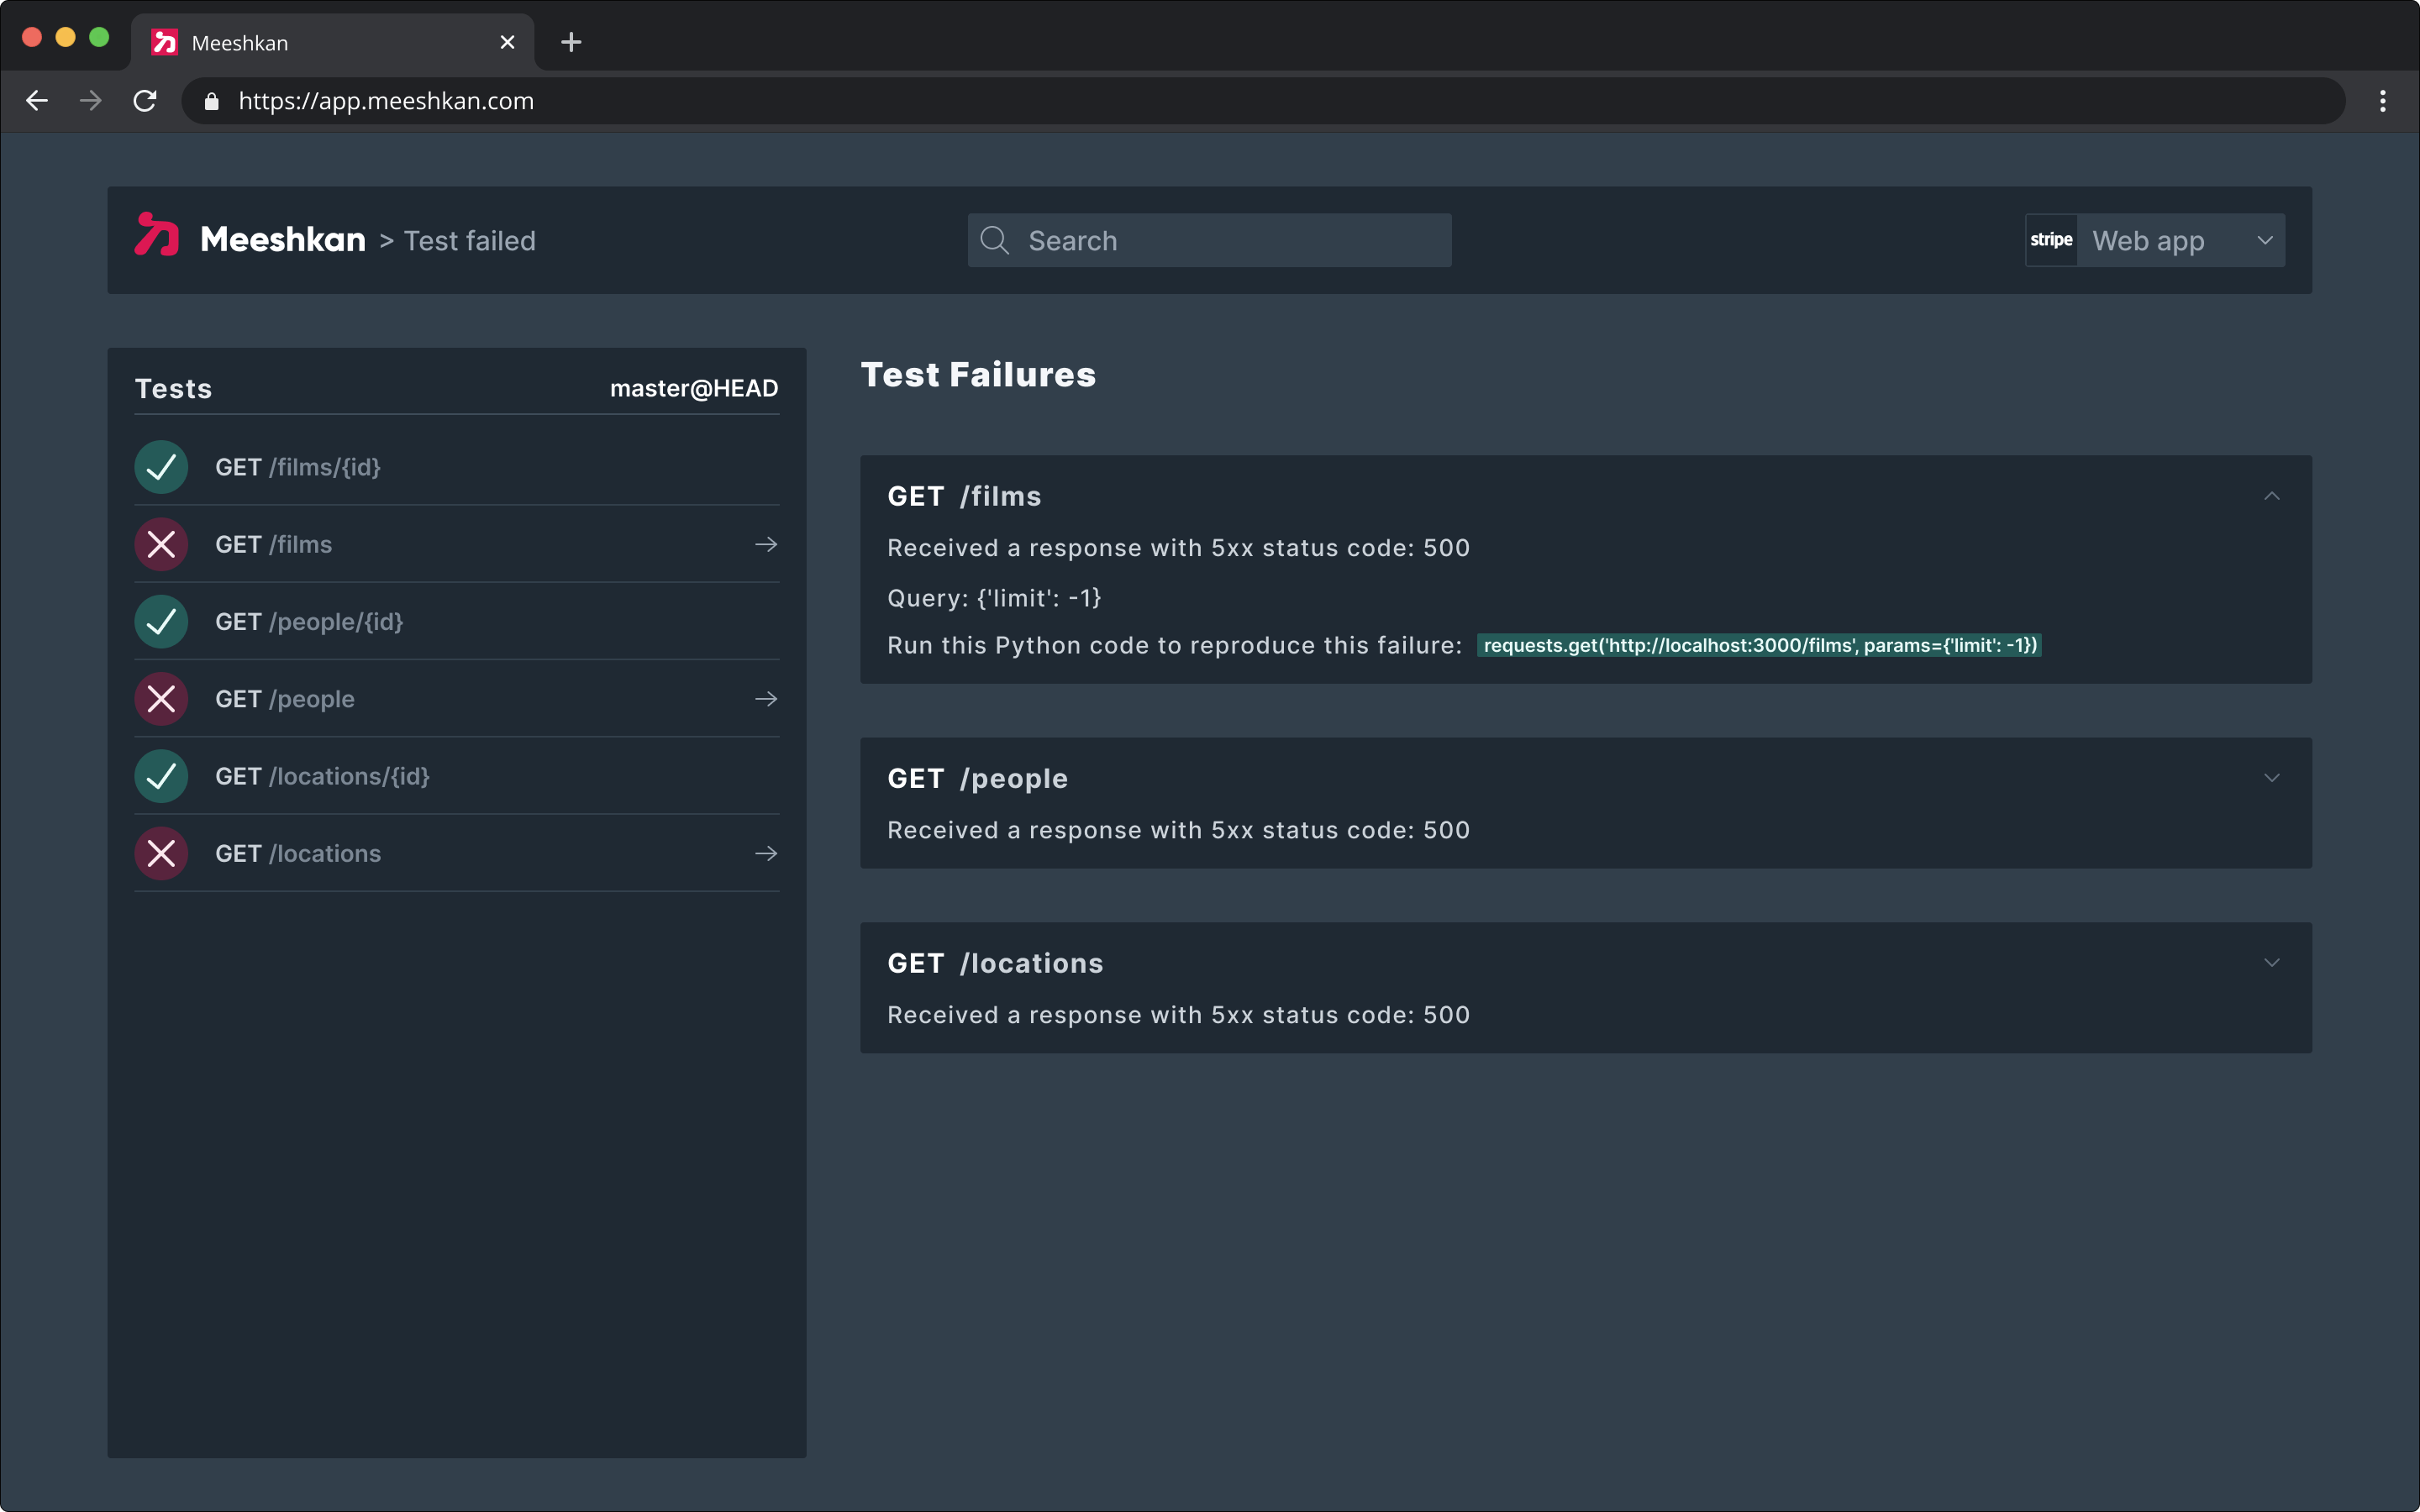 Meeshkan
https://app.meeshkan.com
Meeshkan > Test failed
Search
stripe Web app
Tests master@HEAD
GET /films/{id}
GET /films
GET /people/{id}
GET /people
GET /locations/{id}
GET /locations
Test Failures
GET /films
Received a response with 5xx status code: 500
Query: {'limit': -1}
Run this Python code to reproduce this failure: requests.get('http://localhost:3000/films', params={'limit': -1})
GET /people
Received a response with 5xx status code: 500
GET /locations
Received a response with 5xx status code: 500